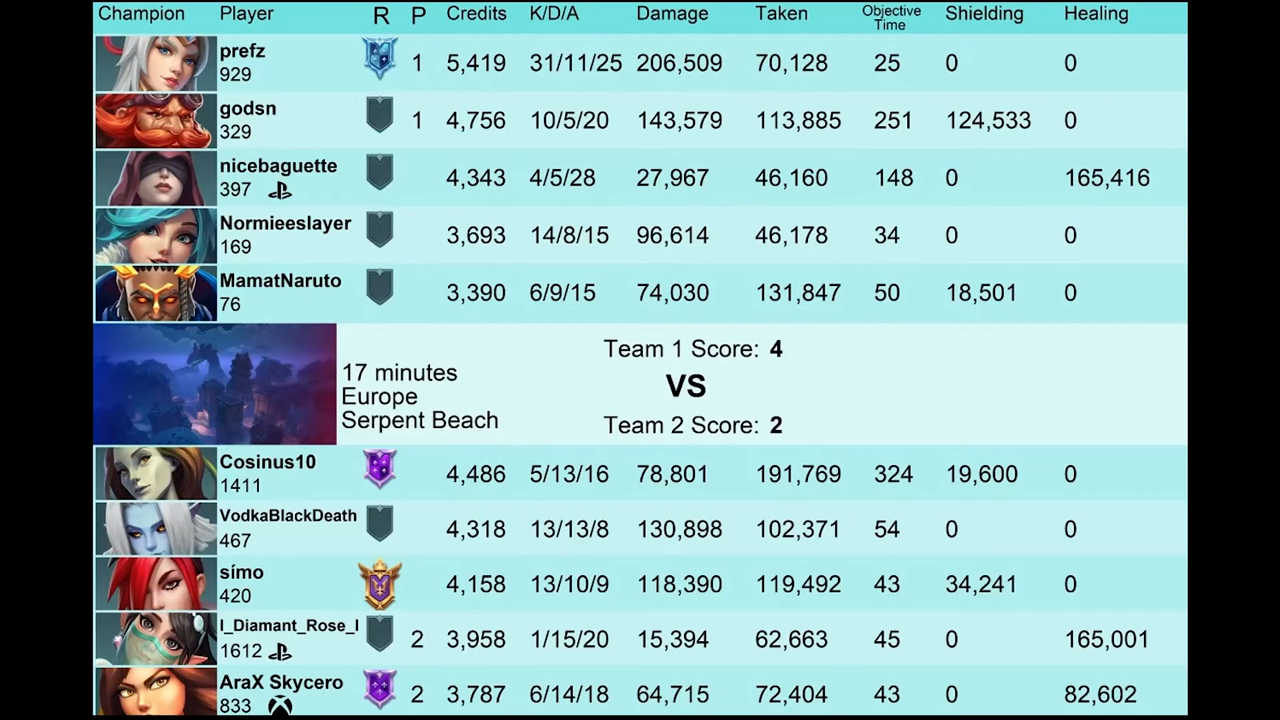 Champion Player R P Credits K/D/A Damage Taken Objective Time Shielding Healing
prefz
929 1 5,419 31/11/25 206,509 70,128 25 0 0
godsn
329 1 4,756 10/5/20 143,579 113,885 251 124,533 0
nicebaguette
397 4,343 4/5/28 27,967 46,160 148 0 165,416
Normieeslayer
169 3,693 14/8/15 96,614 46,178 34 0 0
MamatNaruto
76 3,390 6/9/15 74,030 131,847 50 18,501 0
17 minutes
Europe
Serpent Beach
Team 1 Score: 4
VS
Team 2 Score: 2
Cosinus10
1411 4,486 5/13/16 78,801 191,769 324 19,600 0
VodkaBlackDeath
467 4,318 13/13/8 130,898 102,371 54 0 0
símo
420 4,158 13/10/9 118,390 119,492 43 34,241 0
I_Diamant_Rose_I
1612 2 3,958 1/15/20 15,394 62,663 45 0 165,001
AraX Skycero
833 2 3,787 6/14/18 64,715 72,404 43 0 82,602